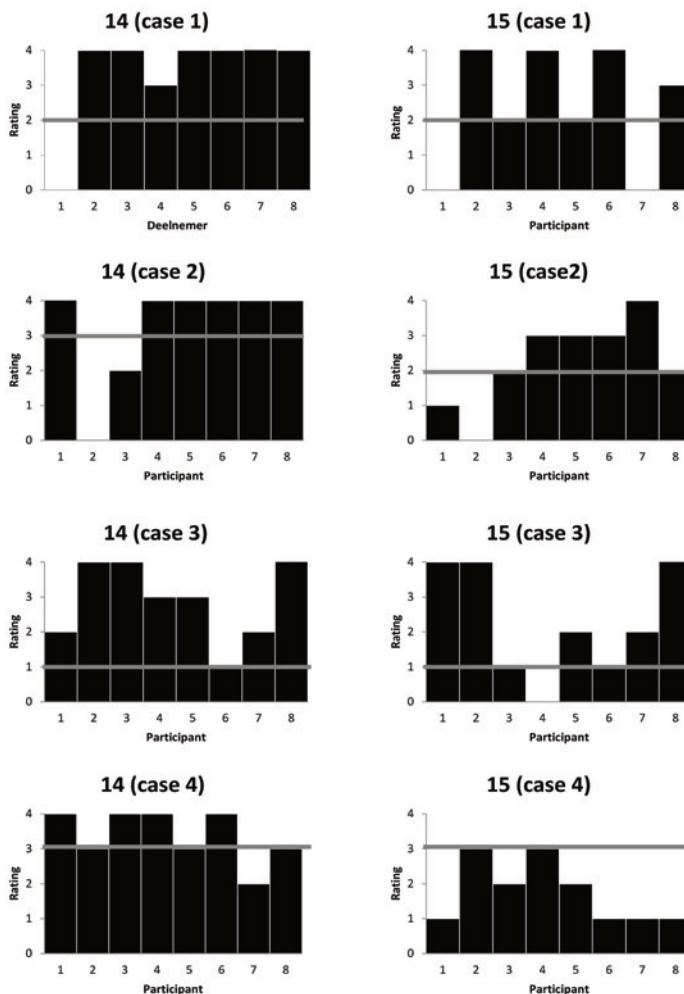 14 (case 1)
4
3
2
1
0
Rating
1 2 3 4 5 6 7 8
Deelnemer
15 (case 1)
4
3
2
1
0
Rating
1 2 3 4 5 6 7 8
Participant
14 (case 2)
4
3
2
1
0
Rating
1 2 3 4 5 6 7 8
Participant
15 (case2)
4
3
2
1
0
Rating
1 2 3 4 5 6 7 8
Participant
14 (case 3)
4
3
2
1
0
Rating
1 2 3 4 5 6 7 8
Participant
15 (case 3)
4
3
2
1
0
Rating
1 2 3 4 5 6 7 8
Participant
14 (case 4)
4
3
2
1
0
Rating
1 2 3 4 5 6 7 8
Participant
15 (case 4)
4
3
2
1
0
Rating
1 2 3 4 5 6 7 8
Participant